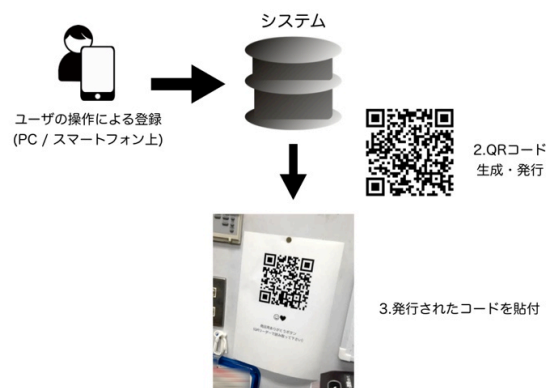 システム
ユーザの操作による登録
(PC / スマートフォン上)
2.QRコード
生成・発行
3.発行されたコードを貼付